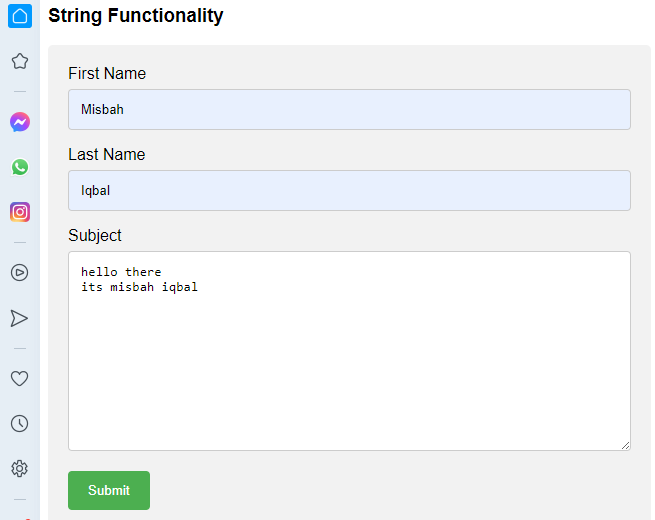 String Functionality
First Name
Misbah
Last Name
Iqbal
Subject
hello there
its misbah iqbal
Submit